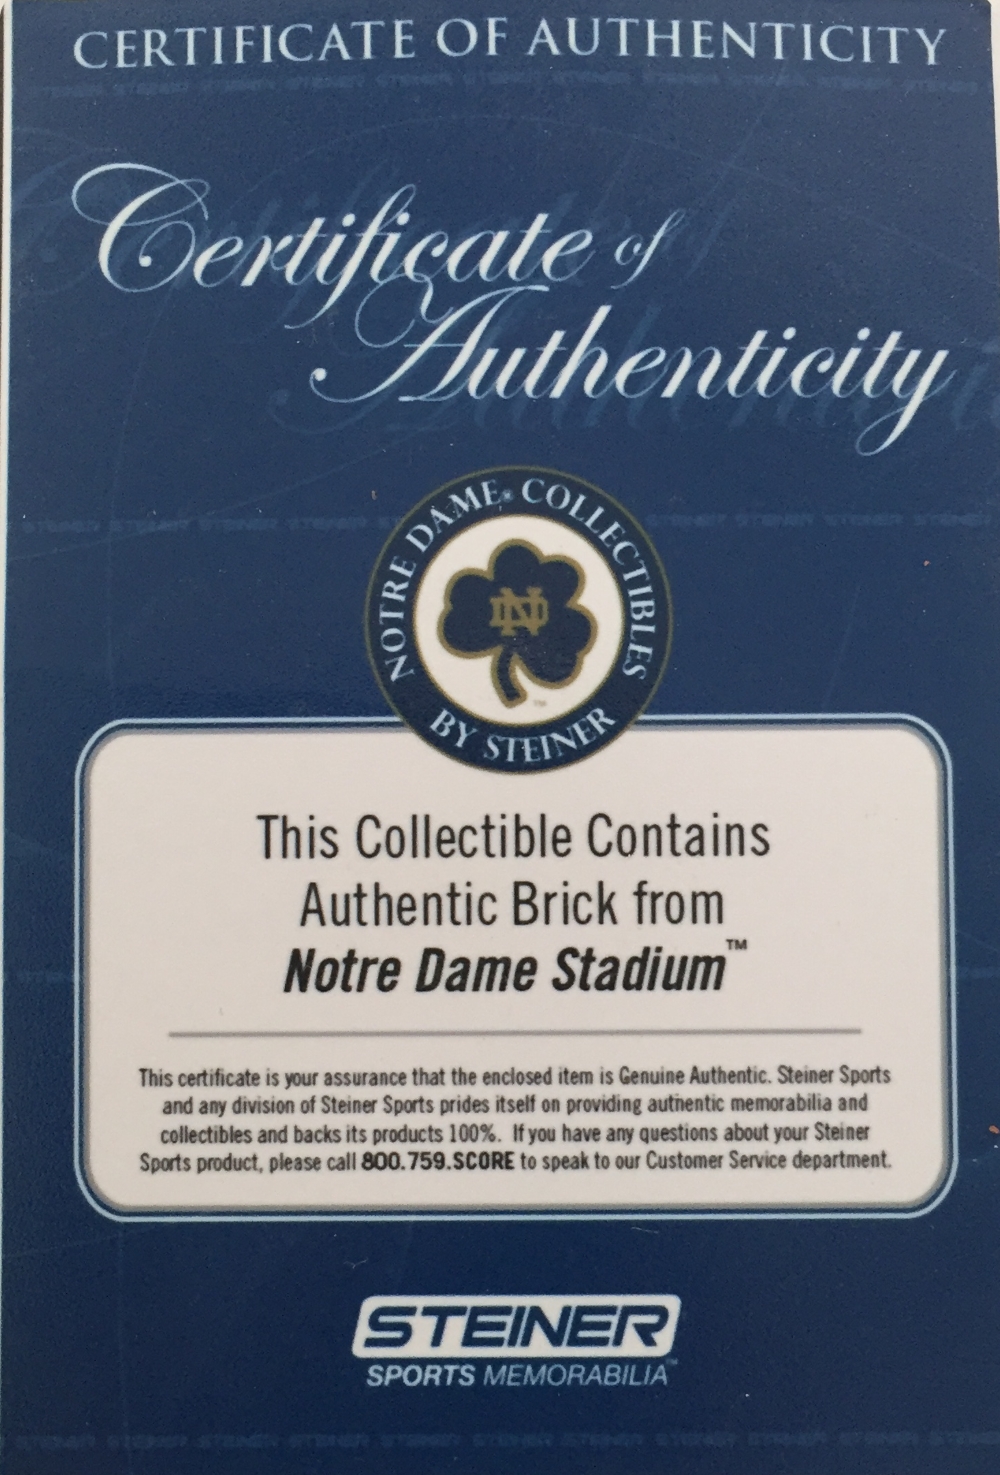 CERTIFICATE OF AUTHENTICITY
Certificate of
Authenticity
NOTRE DAME® COLLECTIBLES
ND
™
BY STEINER
This Collectible Contains
Authentic Brick from
Notre Dame Stadium™
This certificate is your assurance that the enclosed item is Genuine Authentic. Steiner Sports
and any division of Steiner Sports prides itself on providing authentic memorabilia and
collectibles and backs its products 100%. If you have any questions about your Steiner
Sports product, please call 800.759.SCORE to speak to our Customer Service department.
STEINER
SPORTS MEMORABILIA™